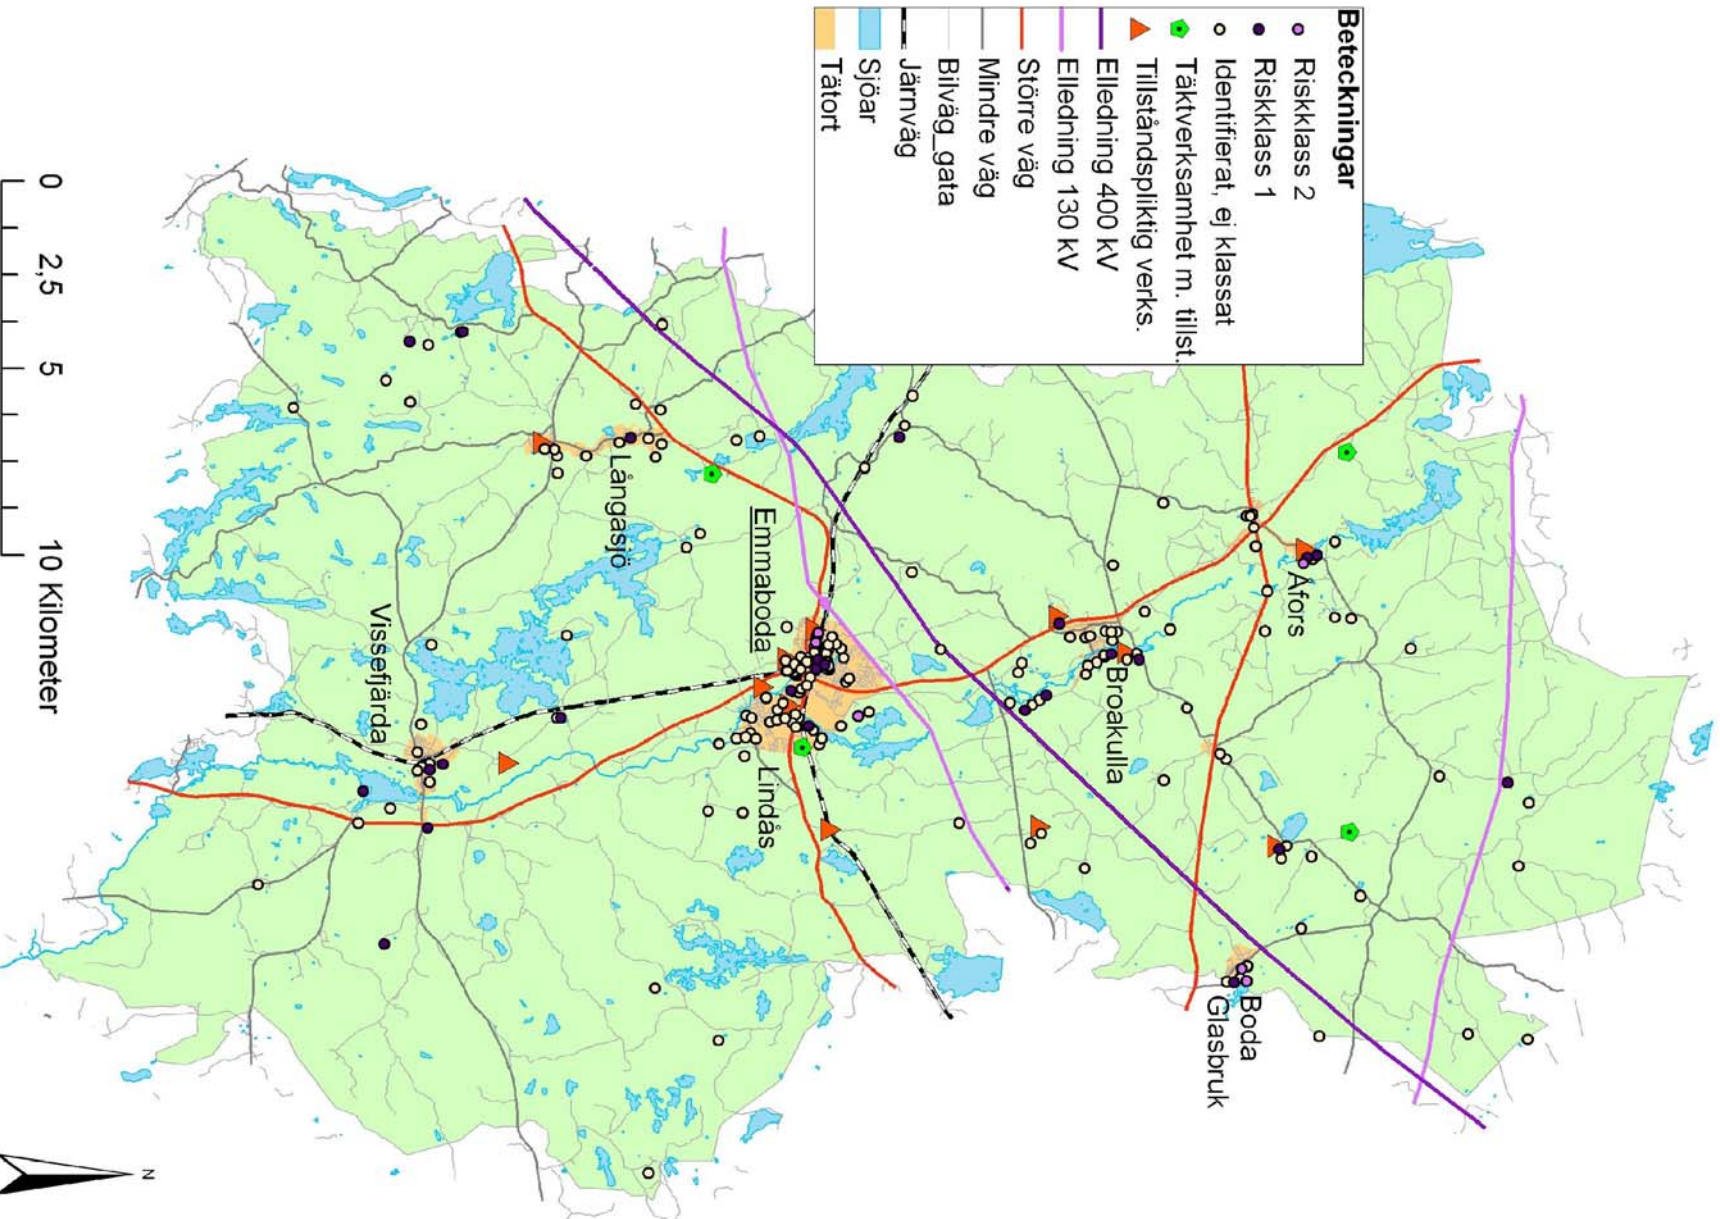 Beteckningar
Riskklass 2
Riskklass 1
Identifierat, ej klassat
Täktverksamhet m. tillst.
Tillståndspliktig verks.
Elledning 400 kV
Elledning 130 kV
Större väg
Mindre väg
Bilväg_gata
Järnväg
Sjöar
Tätort
Åfors
Boda
Glasbruk
Broakulla
Emmaboda
Lindås
Långasjö
Vissefjärda
0 2,5 5 10 Kilometer
N